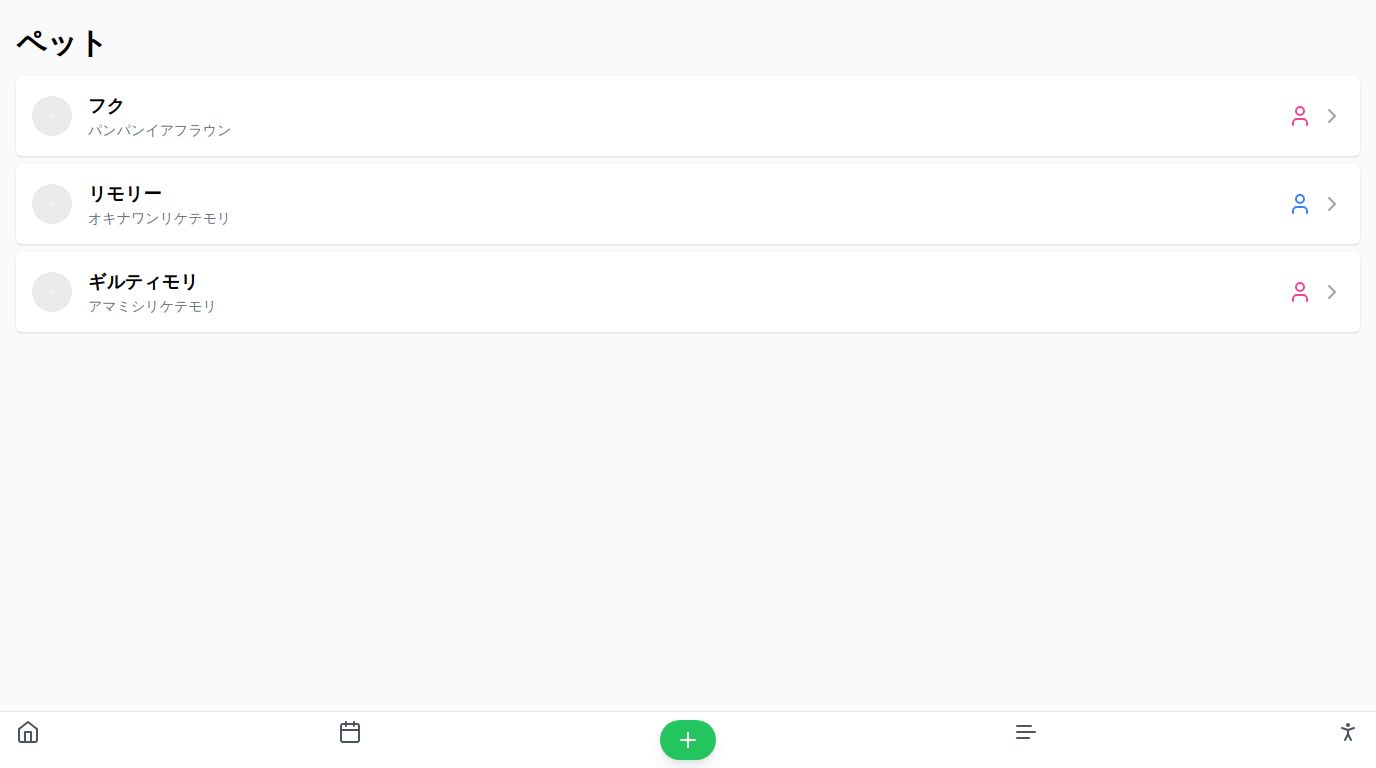 ペット
フク
パンパンイアフラウン
リモリー
オキナワンリケテモリ
ギルティモリ
アマミシリケテモリ